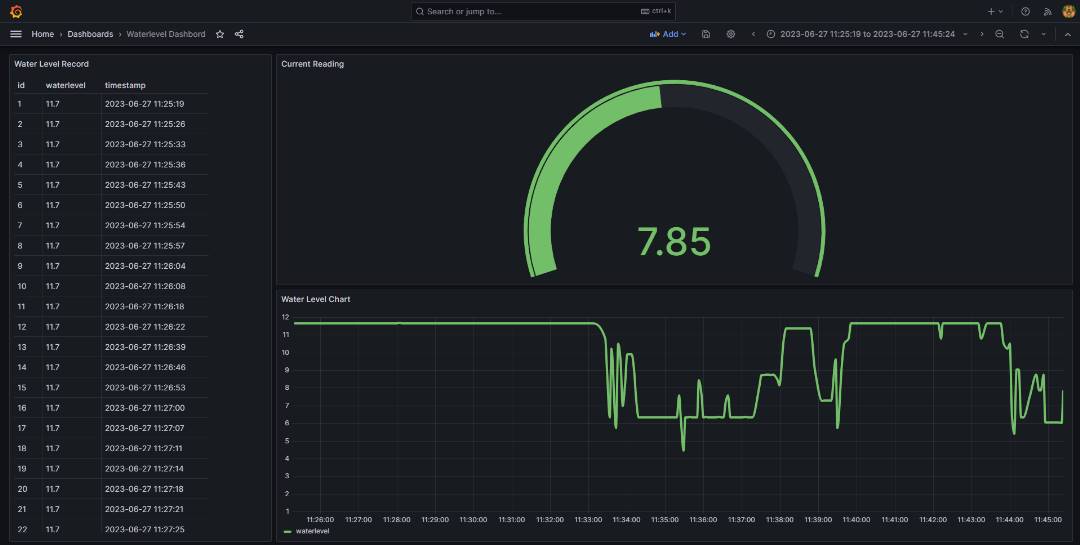 Search or jump to...
ctrl+k
Home › Dashboards › Waterlevel Dashbord
Add
2023-06-27 11:25:19 to 2023-06-27 11:45:24
Water Level Record
id waterlevel timestamp
1 11.7 2023-06-27 11:25:19
2 11.7 2023-06-27 11:25:26
3 11.7 2023-06-27 11:25:33
4 11.7 2023-06-27 11:25:36
5 11.7 2023-06-27 11:25:43
6 11.7 2023-06-27 11:25:50
7 11.7 2023-06-27 11:25:54
8 11.7 2023-06-27 11:25:57
9 11.7 2023-06-27 11:26:04
10 11.7 2023-06-27 11:26:08
11 11.7 2023-06-27 11:26:18
12 11.7 2023-06-27 11:26:22
13 11.7 2023-06-27 11:26:39
14 11.7 2023-06-27 11:26:46
15 11.7 2023-06-27 11:26:53
16 11.7 2023-06-27 11:27:00
17 11.7 2023-06-27 11:27:07
18 11.7 2023-06-27 11:27:11
19 11.7 2023-06-27 11:27:14
20 11.7 2023-06-27 11:27:18
21 11.7 2023-06-27 11:27:21
22 11.7 2023-06-27 11:27:25
Current Reading
7.85
Water Level Chart
12
11
10
9
8
7
6
5
4
3
2
1
11:26:00 11:27:00 11:28:00 11:29:00 11:30:00 11:31:00 11:32:00 11:33:00 11:34:00 11:35:00 11:36:00 11:37:00 11:38:00 11:39:00 11:40:00 11:41:00 11:42:00 11:43:00 11:44:00 11:45:00
waterlevel